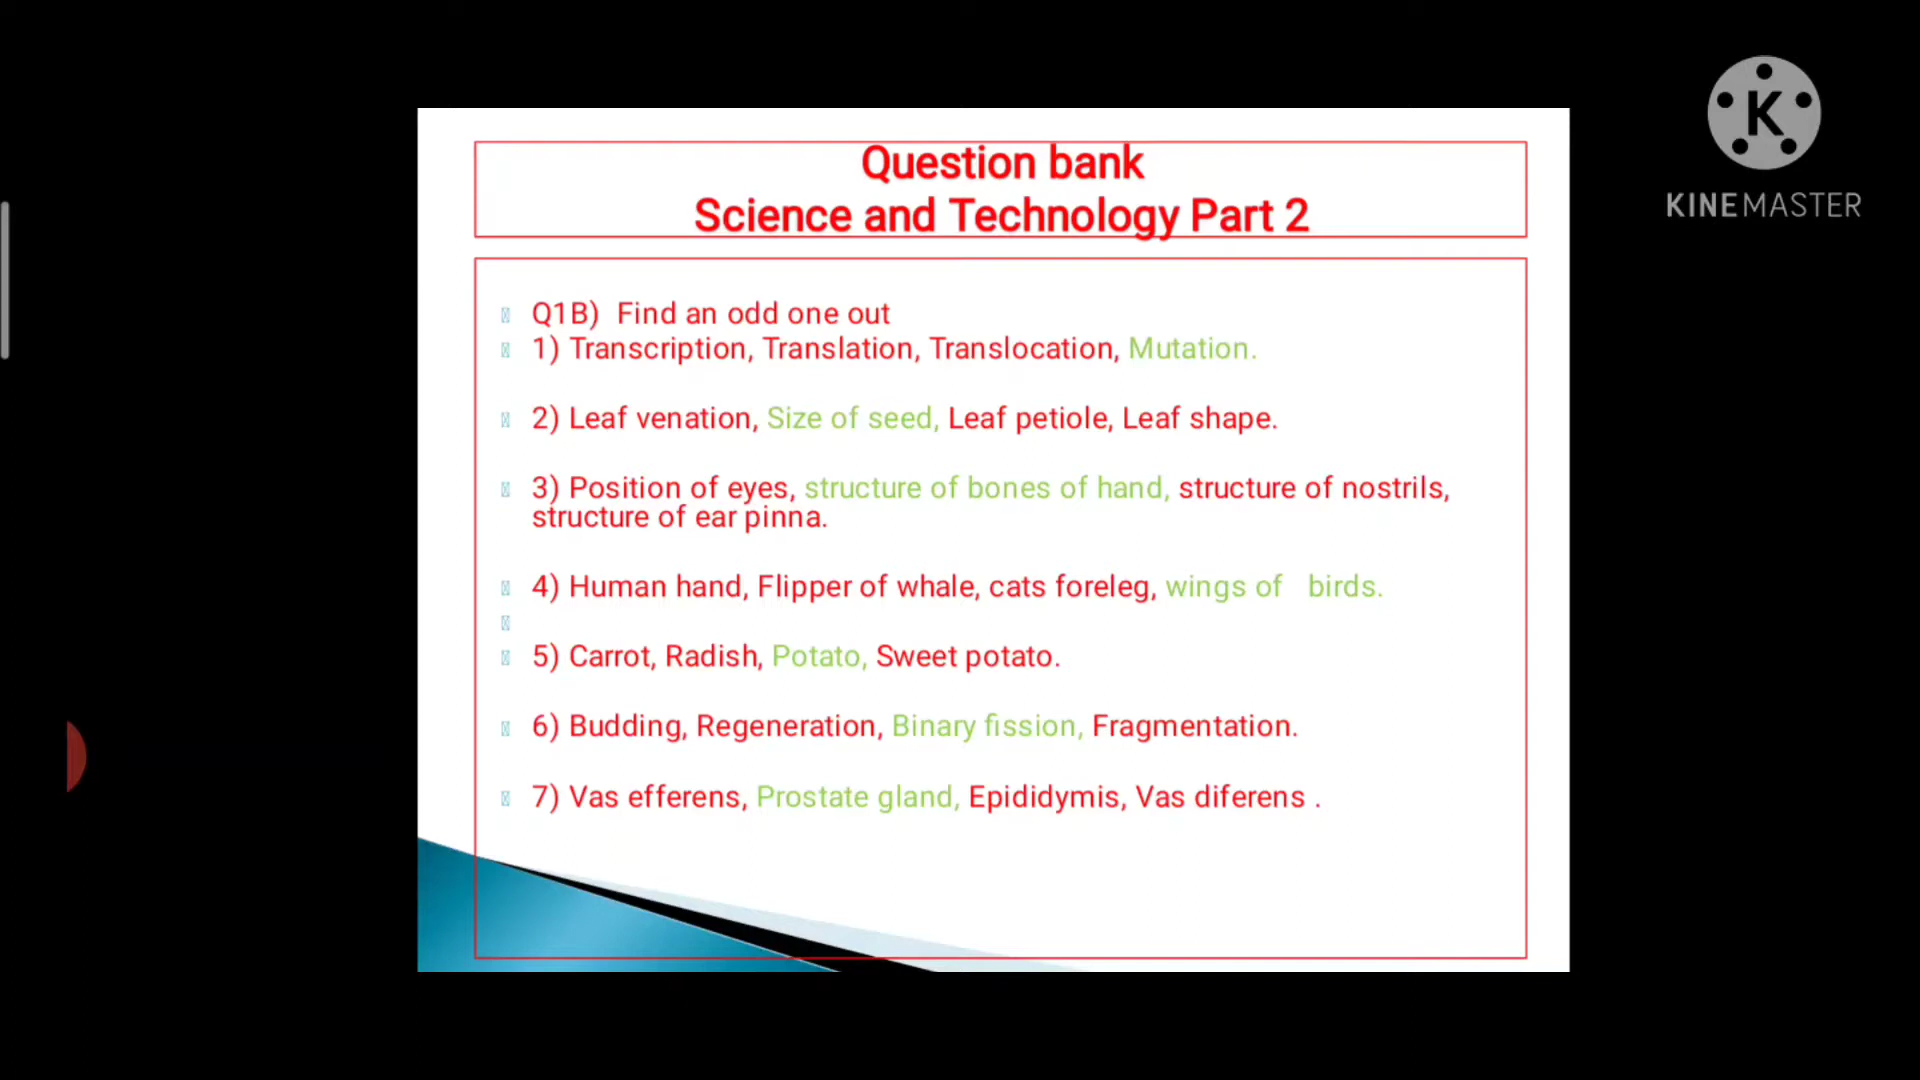 Question bank
Science and Technology Part 2
K
KINEMASTER
Q1B) Find an odd one out
1) Transcription, Translation, Translocation, Mutation.
2) Leaf venation, Size of seed, Leaf petiole, Leaf shape.
3) Position of eyes, structure of bones of hand, structure of nostrils,
structure of ear pinna.
4) Human hand, Flipper of whale, cats foreleg, wings of birds.
5) Carrot, Radish, Potato, Sweet potato.
6) Budding, Regeneration, Binary fission, Fragmentation.
7) Vas efferens, Prostate gland, Epididymis, Vas diferens .